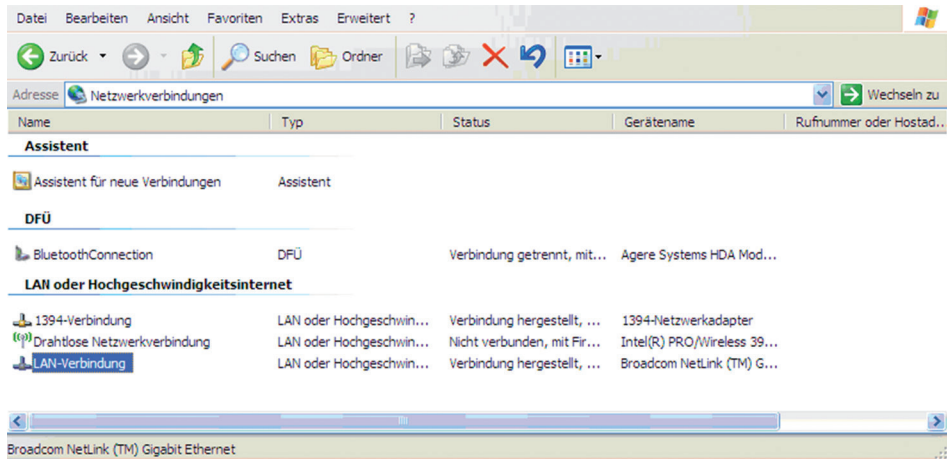 Datei Bearbeiten Ansicht Favoriten Extras Erweitert ?
Zurück Suchen Ordner
Adresse Netzwerkverbindungen Wechseln zu
Name Typ Status Gerätename Rufnummer oder Hostad...
Assistent
Assistent für neue Verbindungen Assistent
DFÜ
BluetoothConnection DFÜ Verbindung getrennt, mit... Agere Systems HDA Mod...
LAN oder Hochgeschwindigkeitsinternet
1394-Verbindung LAN oder Hochgeschwin... Verbindung hergestellt, ... 1394-Netzwerkadapter
Drahtlose Netzwerkverbindung LAN oder Hochgeschwin... Nicht verbunden, mit Fir... Intel(R) PRO/Wireless 39...
LAN-Verbindung LAN oder Hochgeschwin... Verbindung hergestellt, ... Broadcom NetLink (TM) G...
Broadcom NetLink (TM) Gigabit Ethernet